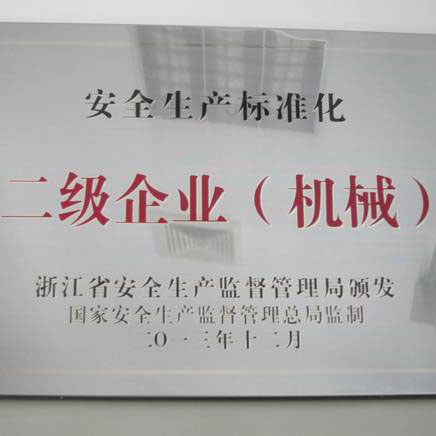 安全生产标准化
二级企业（机械）
浙江省安全生产监督管理局颁发
国家安全生产监督管理总局监制
二〇一三年十二月